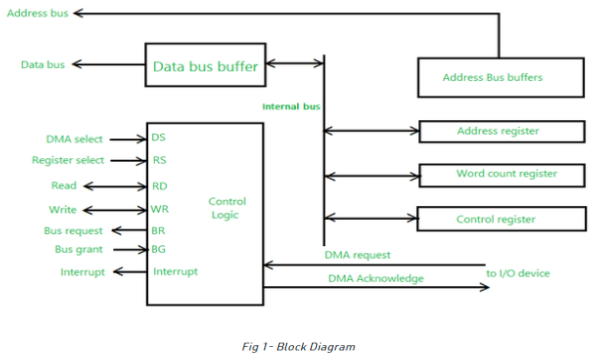 Address bus
Data bus
Data bus buffer
Address Bus buffers
Internal bus
Address register
Word count register
Control register
DMA select
DS
Register select
RS
Read
RD
Write
WR
Bus request
BR
Bus grant
BG
Interrupt
Interrupt
Control
Logic
DMA request
DMA Acknowledge
to I/O device
Fig 1- Block Diagram